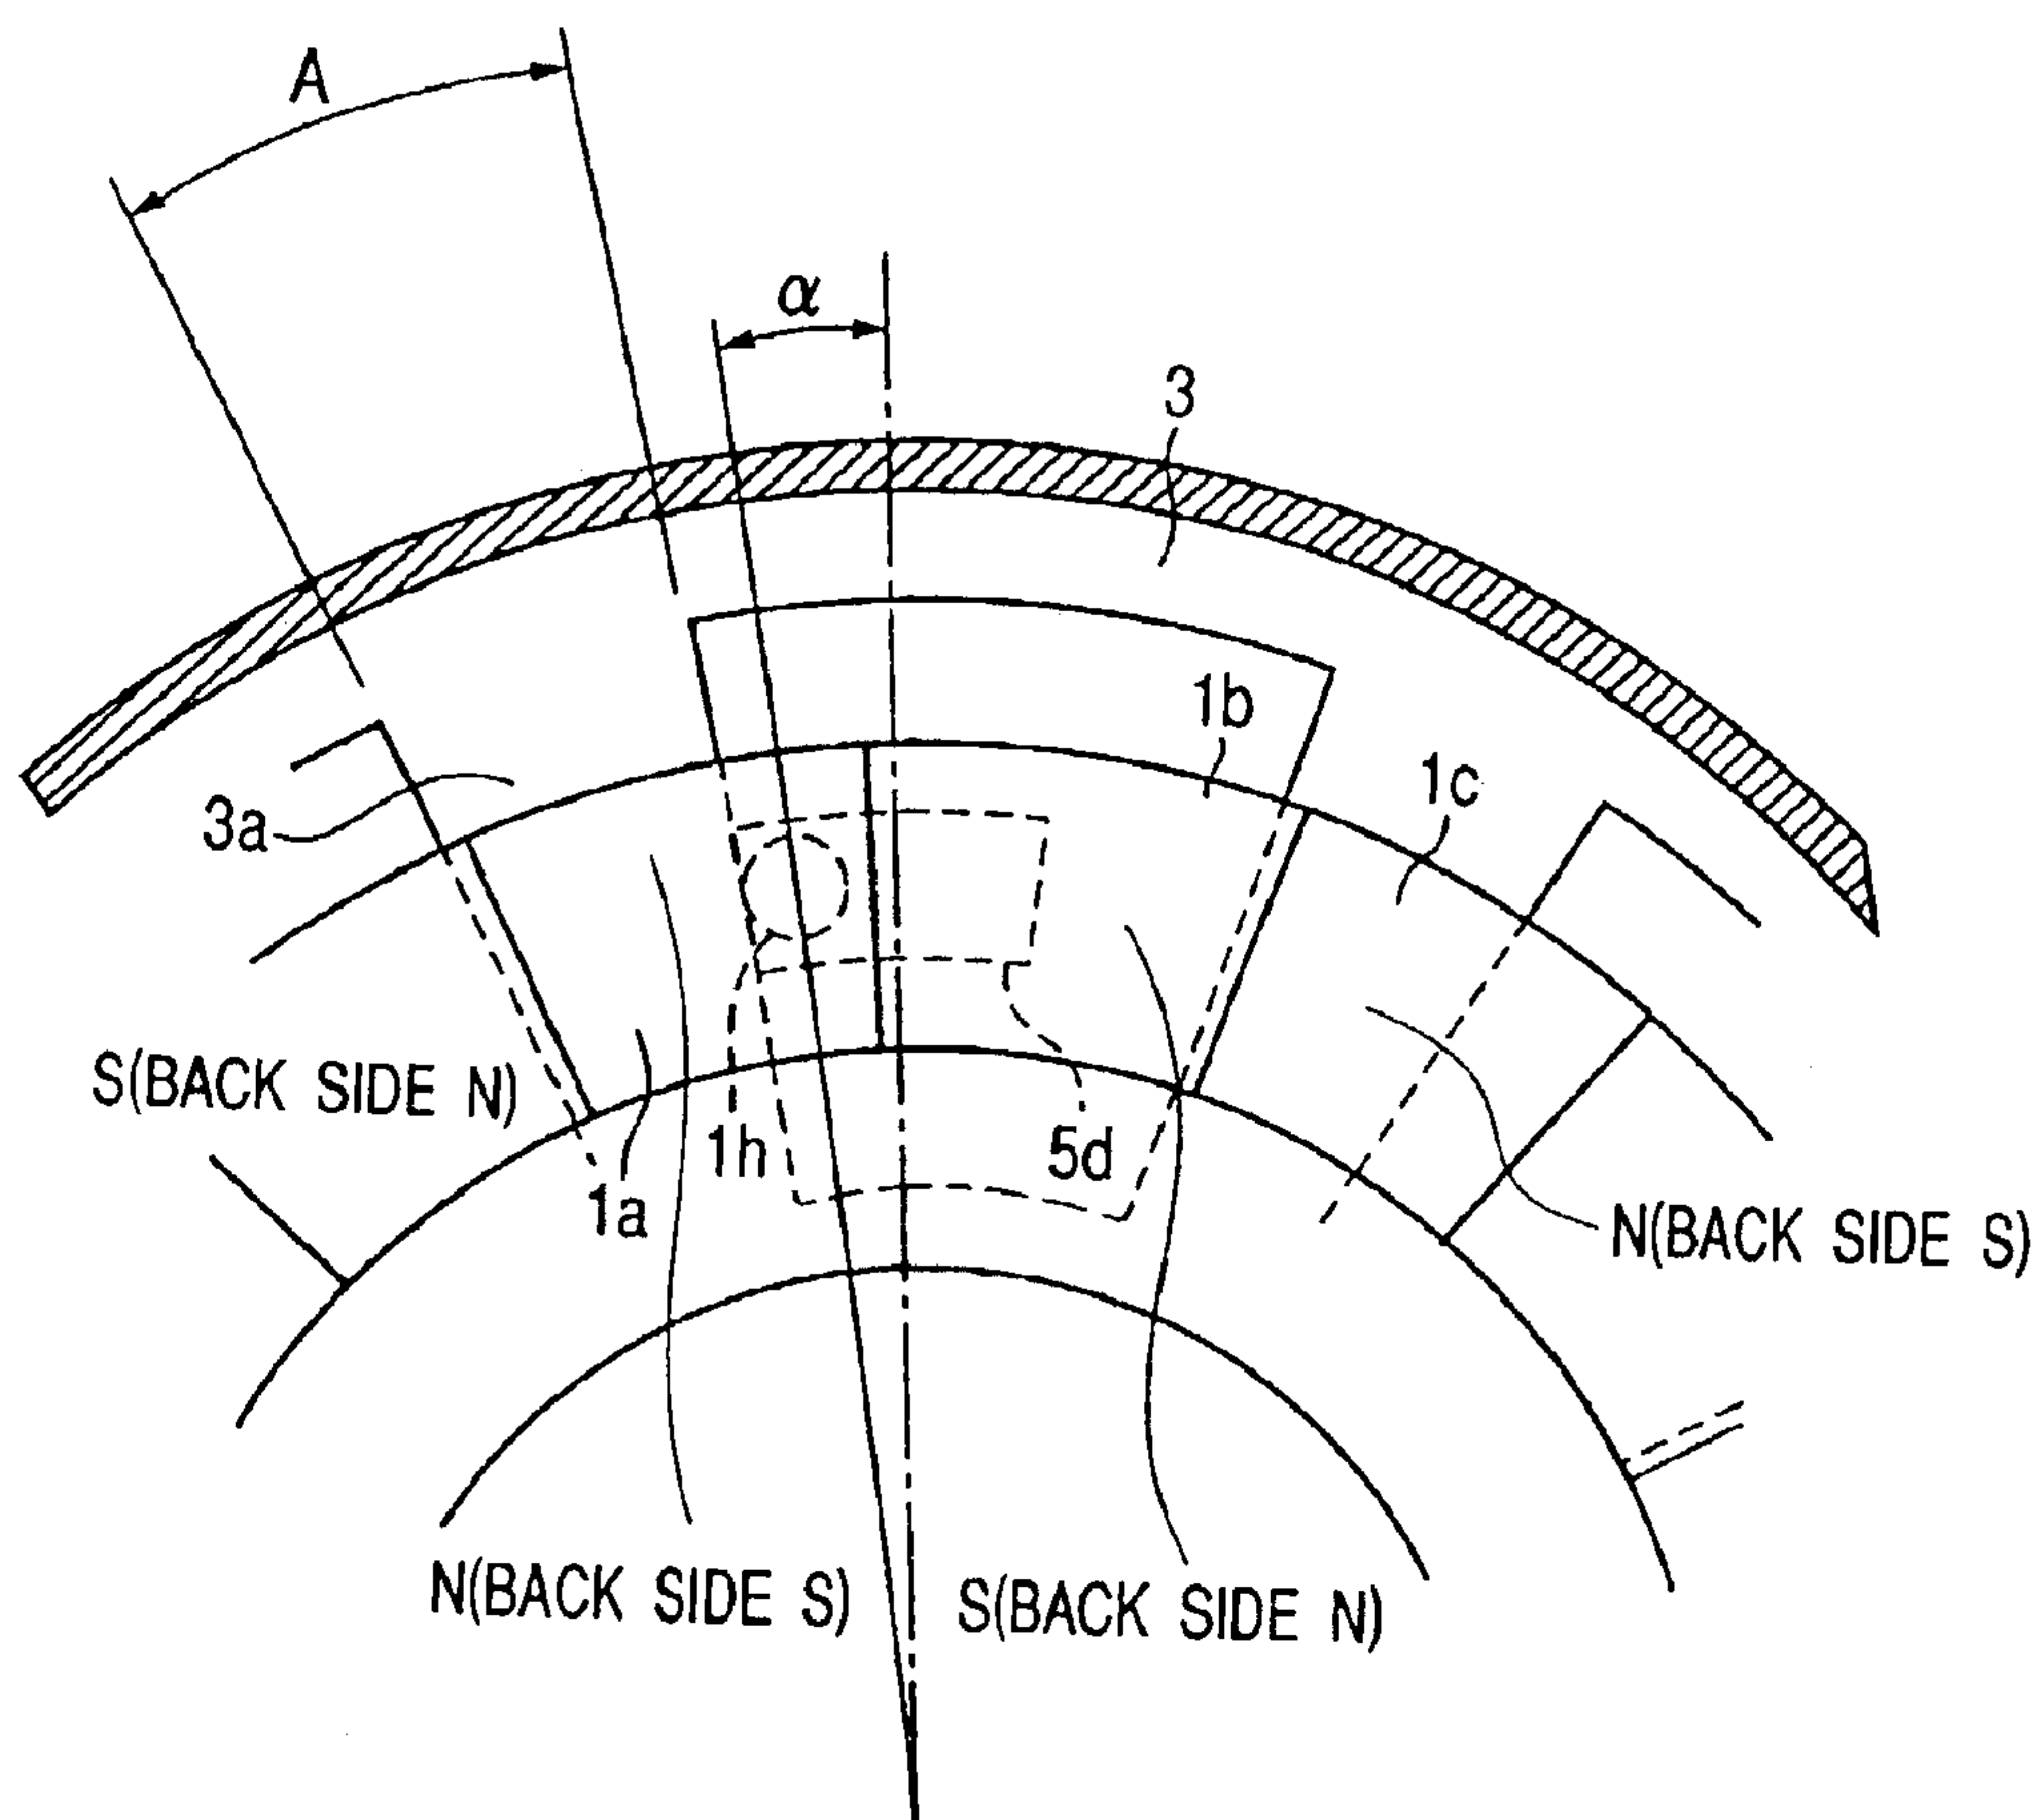 A
α
3
1b
1c
3a
S(BACK SIDE N)
1h
5d
1a
N(BACK SIDE S)
N(BACK SIDE S)
S(BACK SIDE N)